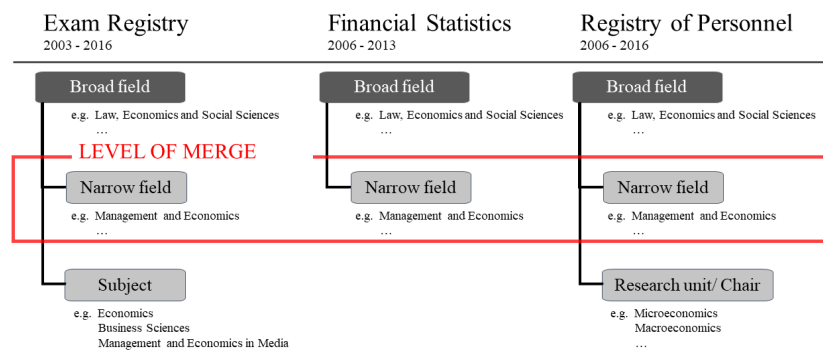 Exam Registry
2003 - 2016
Financial Statistics
2006 - 2013
Registry of Personnel
2006 - 2016
Broad field
Broad field
Broad field
e.g. Law, Economics and Social Sciences
…
e.g. Law, Economics and Social Sciences
…
e.g. Law, Economics and Social Sciences
…
LEVEL OF MERGE
Narrow field
Narrow field
Narrow field
e.g. Management and Economics
…
e.g. Management and Economics
…
e.g. Management and Economics
…
Subject
Research unit/ Chair
e.g. Economics
Business Sciences
Management and Economics in Media
e.g. Microeconomics
Macroeconomics
…